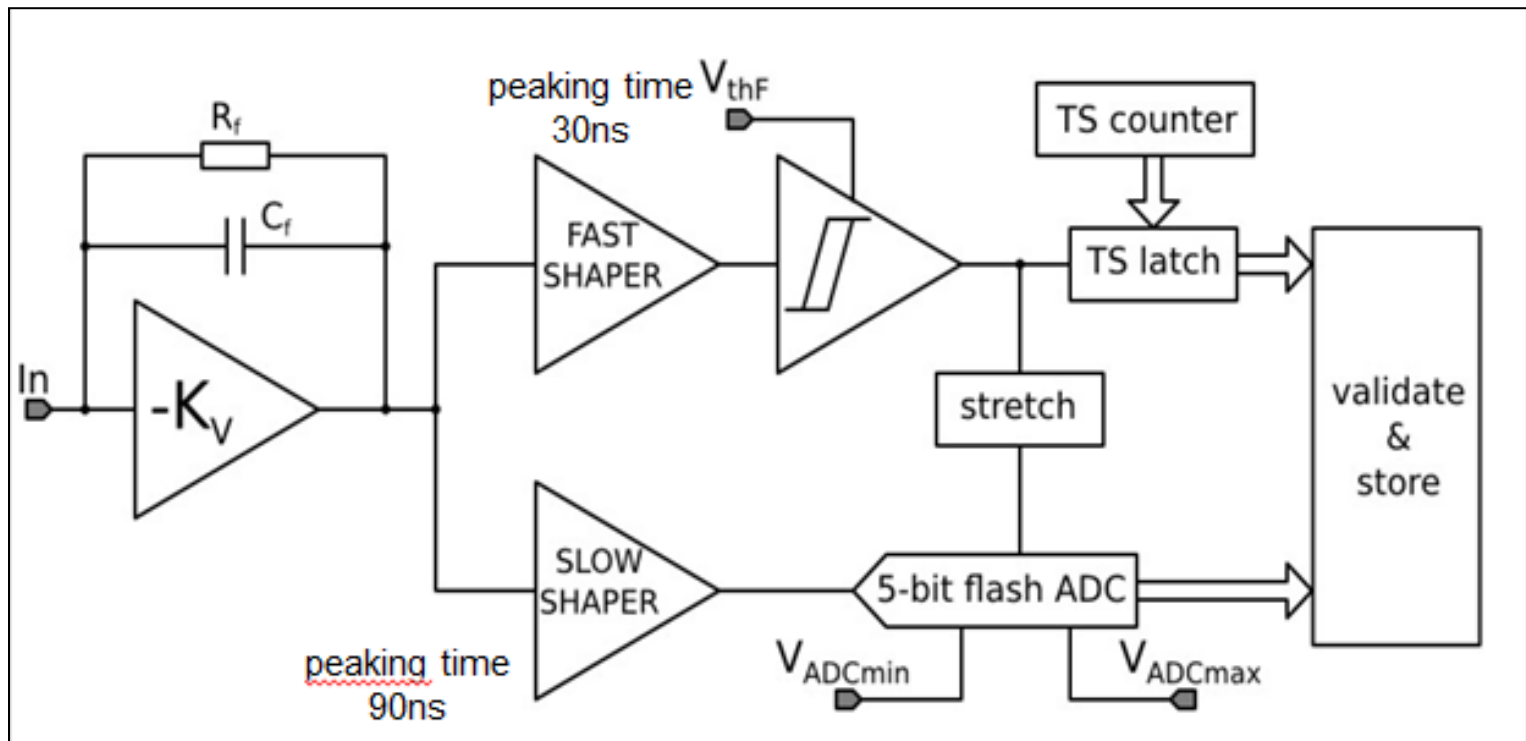 peaking time
30ns
VthF
TS counter
Rf
Cf
FAST
SHAPER
TS latch
In
-KV
stretch
validate
&
store
SLOW
SHAPER
5-bit flash ADC
peaking time
90ns
VADCmin
VADCmax